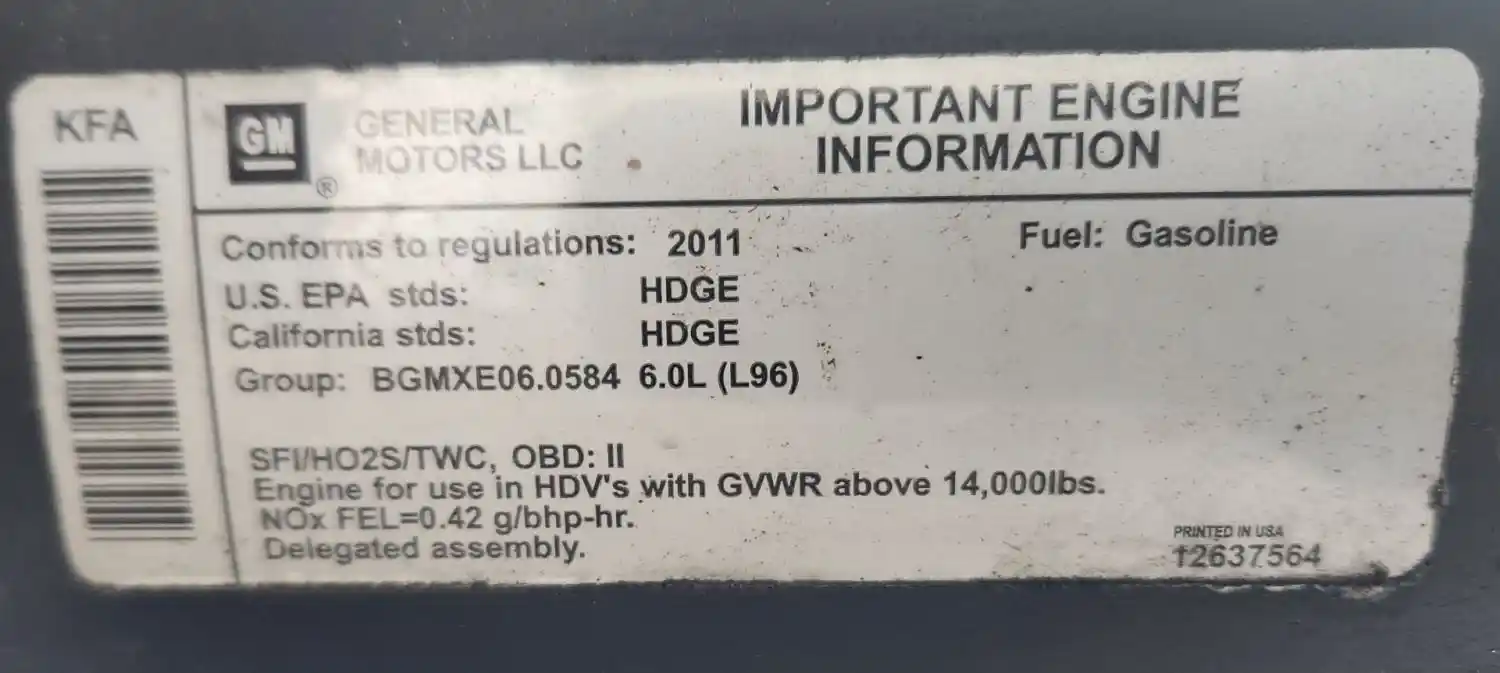 KFA
GM
®
GENERAL
MOTORS LLC
IMPORTANT ENGINE
INFORMATION
Conforms to regulations: 2011
Fuel: Gasoline
U.S. EPA stds: HDGE
California stds: HDGE
Group: BGMXE06.0584 6.0L (L96)
SFI/HO2S/TWC, OBD: II
Engine for use in HDV's with GVWR above 14,000lbs.
NOx FEL=0.42 g/bhp-hr.
Delegated assembly.
PRINTED IN USA
12637564